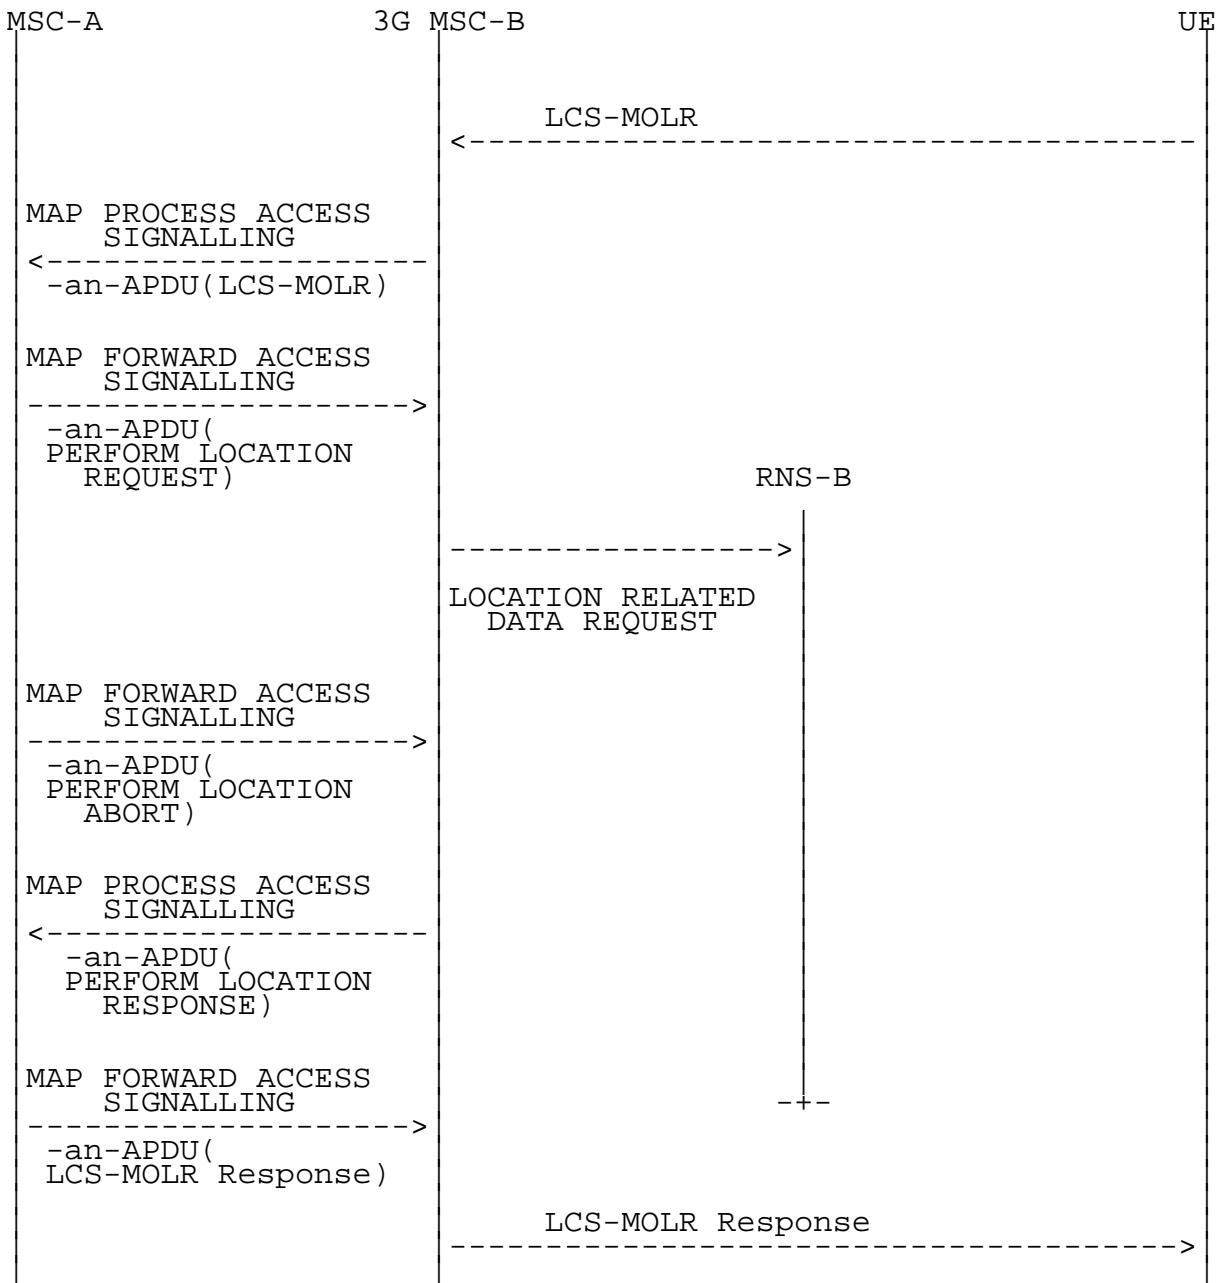 MSC-A 3G MSC-B UE
LCS-MOLR
<--------------------------------------
MAP PROCESS ACCESS
SIGNALLING
<--------------------
-an-APDU(LCS-MOLR)
MAP FORWARD ACCESS
SIGNALLING
-------------------->
-an-APDU(
PERFORM LOCATION
REQUEST)
RNS-B
----------------->
LOCATION RELATED
DATA REQUEST
MAP FORWARD ACCESS
SIGNALLING
-------------------->
-an-APDU(
PERFORM LOCATION
ABORT)
MAP PROCESS ACCESS
SIGNALLING
<--------------------
-an-APDU(
PERFORM LOCATION
RESPONSE)
MAP FORWARD ACCESS
SIGNALLING
-+-
-------------------->
-an-APDU(
LCS-MOLR Response)
LCS-MOLR Response
-------------------------------------->